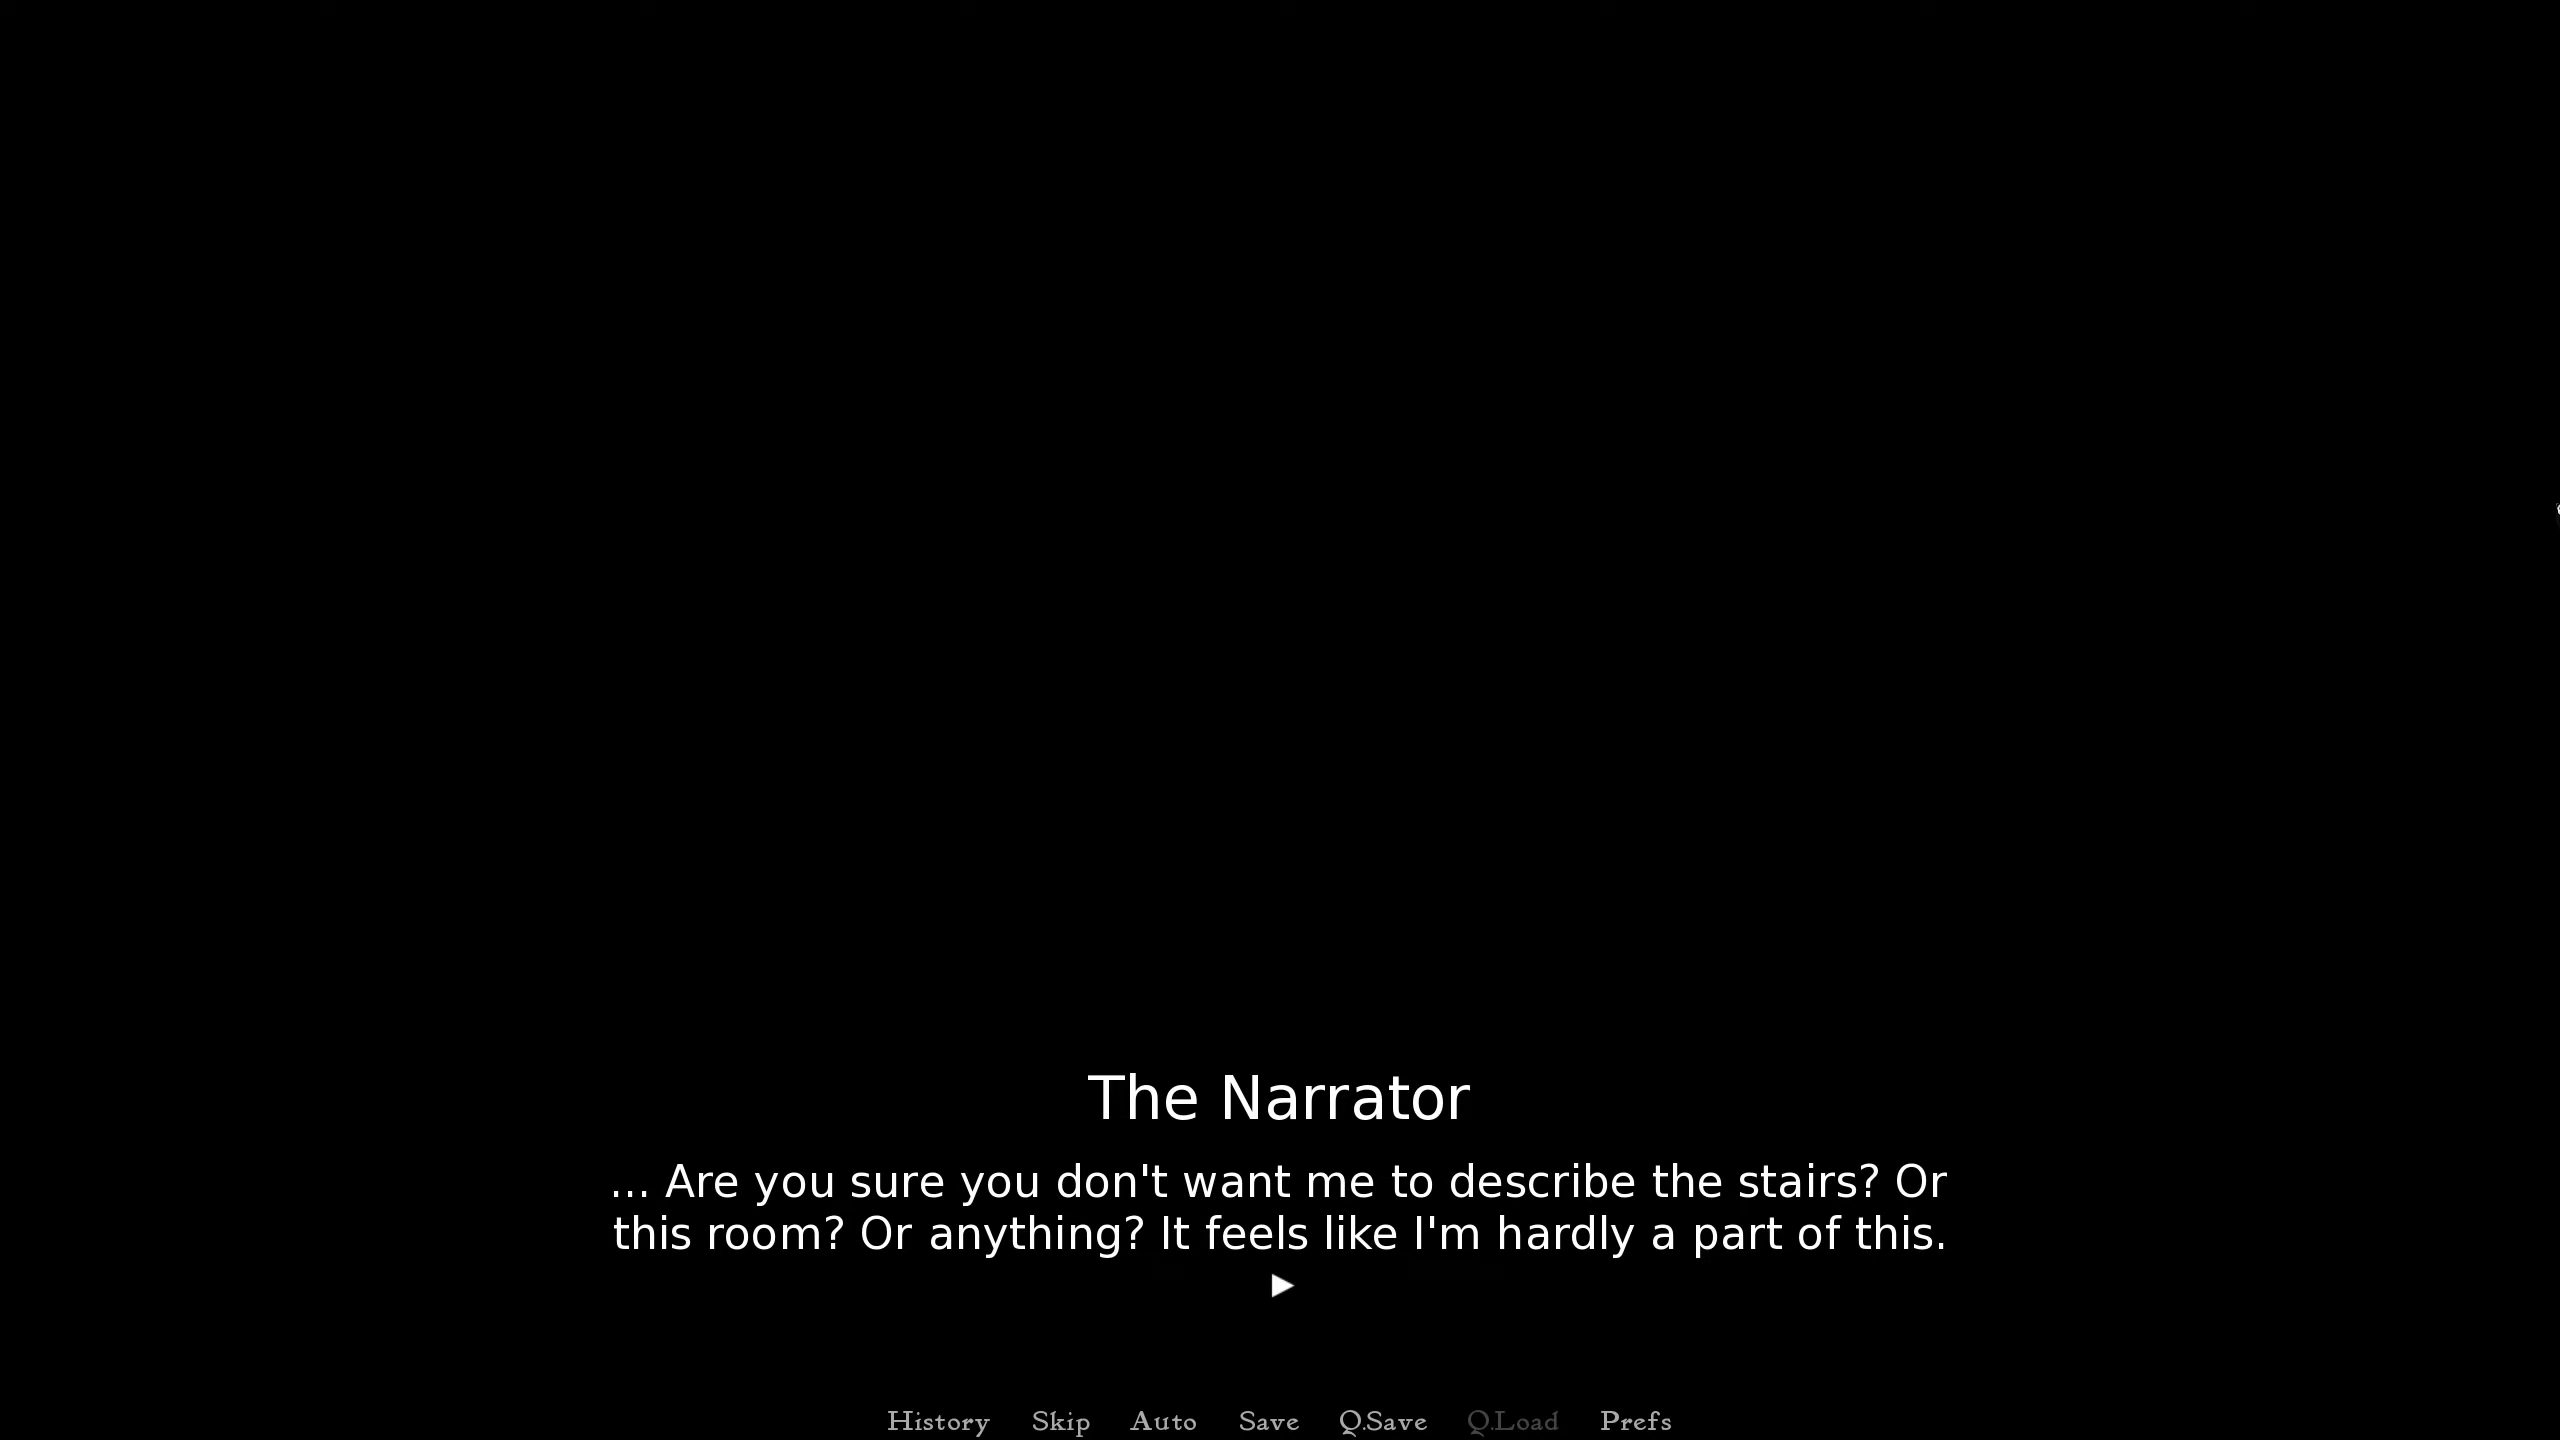 The Narrator
... Are you sure you don't want me to describe the stairs? Or
this room? Or anything? It feels like I'm hardly a part of this.
History Skip Auto Save Q.Save Q.Load Prefs